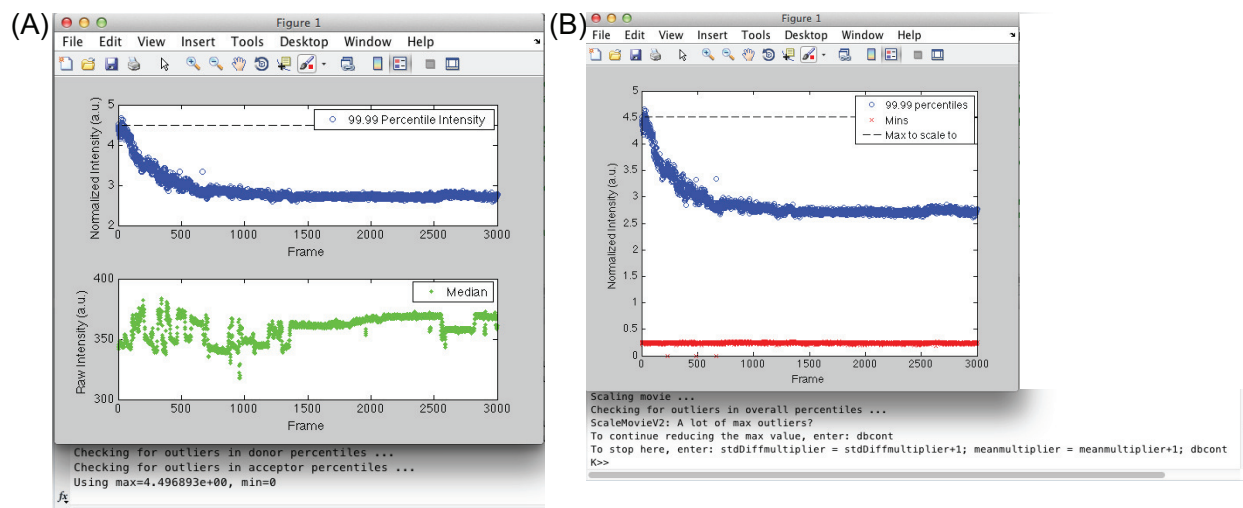 (A)
Figure 1
File Edit View Insert Tools Desktop Window Help
5
4
3
2
Normalized Intensity (a.u.)
99.99 Percentile Intensity
0 500 1000 1500 2000 2500 3000
Frame
400
350
300
Raw Intensity (a.u.)
Median
0 500 1000 1500 2000 2500 3000
Frame
Checking for outliers in donor percentiles ...
Checking for outliers in acceptor percentiles ...
Using max=4.496893e+00, min=0
fx
(B)
Figure 1
File Edit View Insert Tools Desktop Window Help
5
4.5
4
3.5
3
2.5
2
1.5
1
0.5
0
Normalized Intensity (a.u.)
99.99 percentiles
Mins
Max to scale to
0 500 1000 1500 2000 2500 3000
Frame
Scaling movie ...
Checking for outliers in overall percentiles ...
ScaleMovieV2: A lot of max outliers?
To continue reducing the max value, enter: dbcont
To stop here, enter: stdDiffmultiplier = stdDiffmultiplier+1; meanmultiplier = meanmultiplier+1; dbcont
K>>